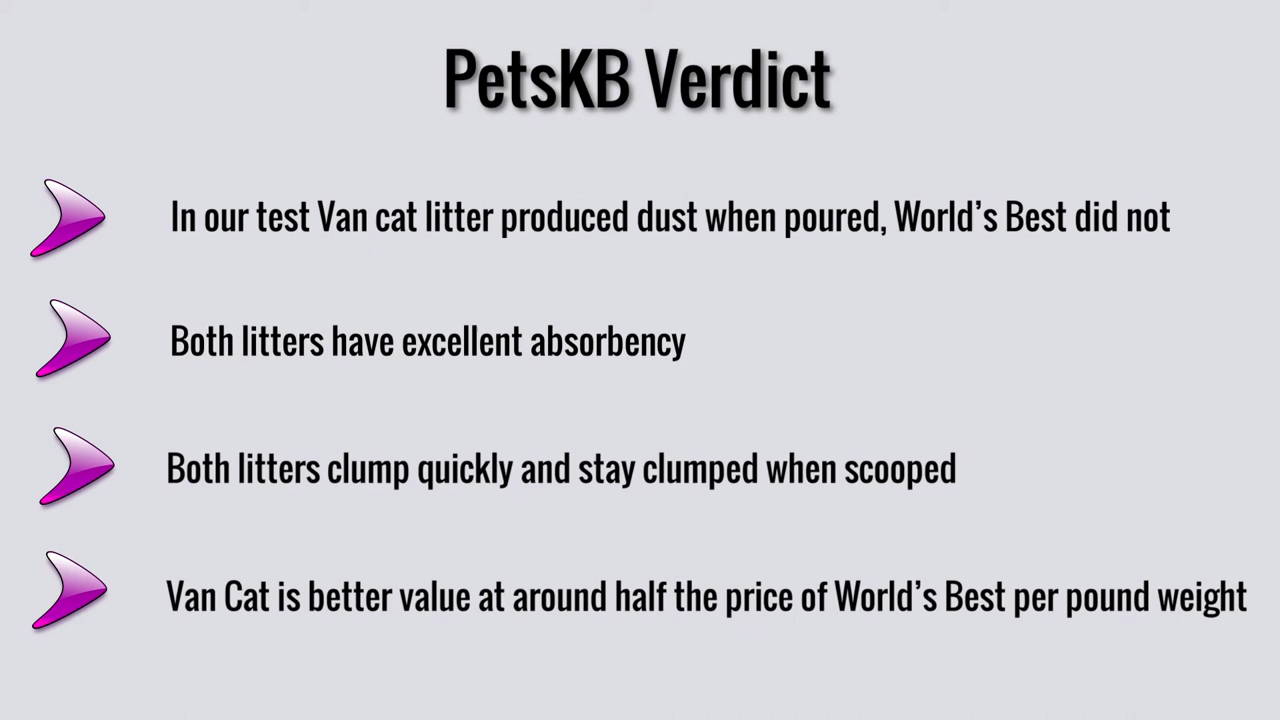 PetsKB Verdict
In our test Van cat litter produced dust when poured, World’s Best did not
Both litters have excellent absorbency
Both litters clump quickly and stay clumped when scooped
Van Cat is better value at around half the price of World’s Best per pound weight